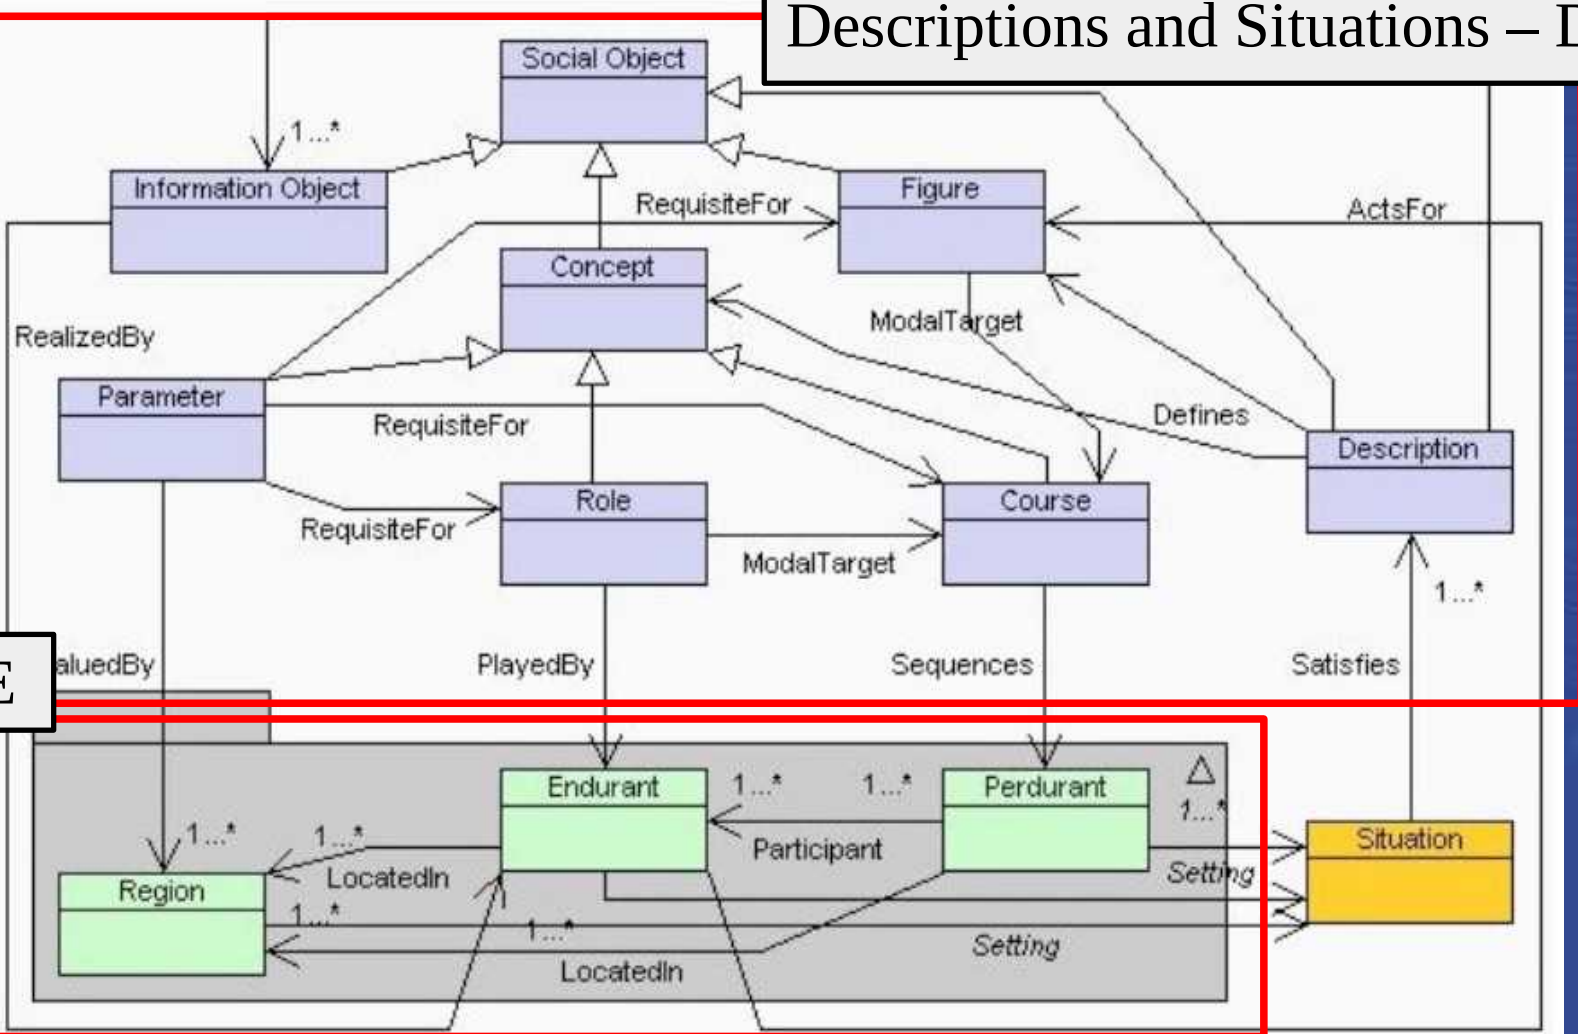 Descriptions and Situations – D
Social Object
1...*
Information Object
RequisiteFor
Figure
ActsFor
Concept
ModalTarget
RealizedBy
Parameter
RequisiteFor
Defines
Description
Role
Course
RequisiteFor
ModalTarget
1...*
E
aluedBy
PlayedBy
Sequences
Satisfies
Endurant
1...*
1...*
Perdurant
1...*
1...*
1...*
Participant
Situation
LocatedIn
Setting
Region
1...*
1...*
Setting
LocatedIn